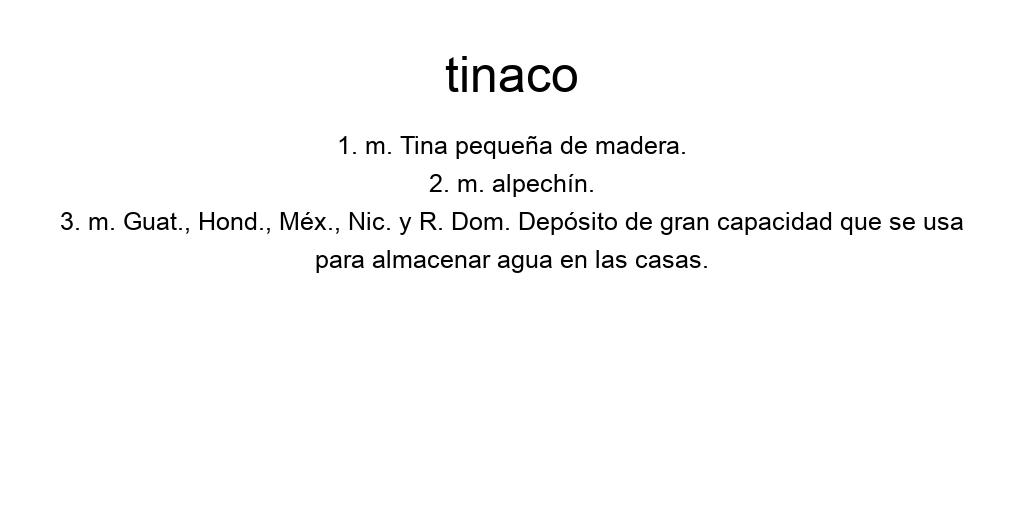 tinaco
1. m. Tina pequeña de madera.
2. m. alpechín.
3. m. Guat., Hond., Méx., Nic. y R. Dom. Depósito de gran capacidad que se usa
para almacenar agua en las casas.